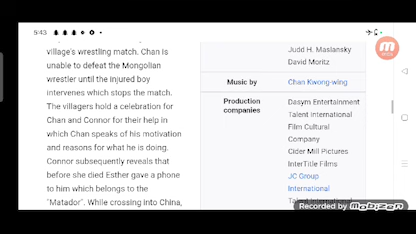 5:43
village's wrestling match. Chan is
unable to defeat the Mongolian
wrestler until the injured boy
intervenes which stops the match.
The villagers hold a celebration for
Chan and Connor for their help in
which Chan speaks of his motivation
and reasons for what he is doing.
Connor subsequently reveals that
before she died Esther gave a phone
to him which belongs to the
"Matador". While crossing into China,
Judd H. Maslansky
David Moritz
Music by
Chan Kwong-wing
Production
companies
Dasym Entertainment
Talent International
Film Cultural
Company
Cider Mill Pictures
InterTitle Films
JC Group
International
Talent International
Recorded by
Mobizen